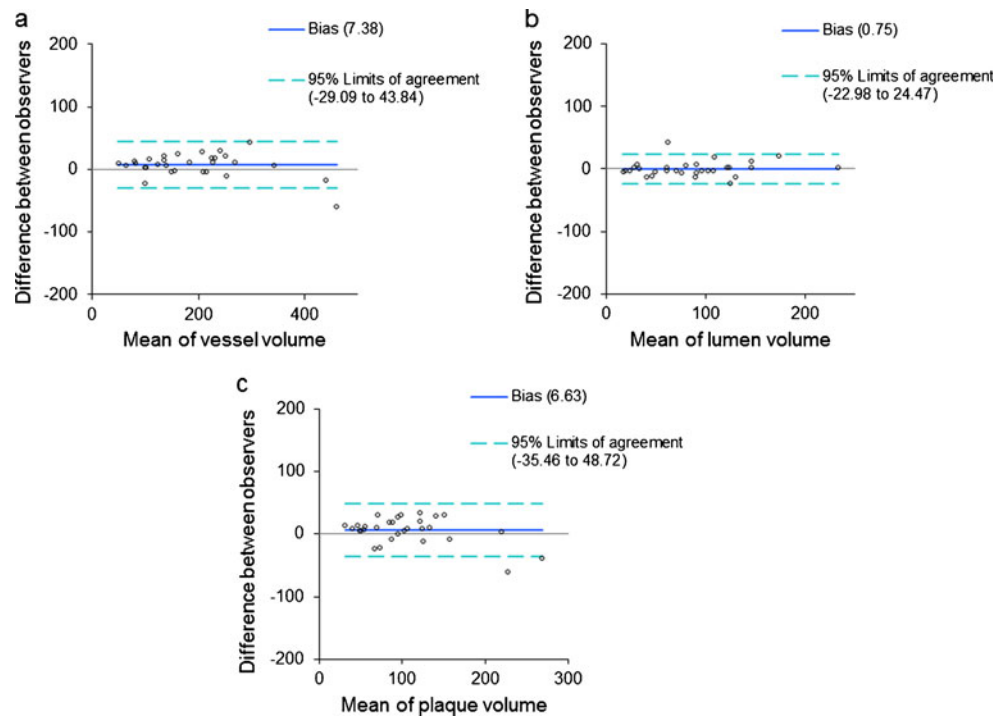 a
Bias (7.38)
95% Limits of agreement
(-29.09 to 43.84)
Difference between observers
200
100
0
-100
-200
0
200
400
Mean of vessel volume
b
Bias (0.75)
95% Limits of agreement
(-22.98 to 24.47)
Difference between observers
200
100
0
-100
-200
0
100
200
Mean of lumen volume
c
Bias (6.63)
95% Limits of agreement
(-35.46 to 48.72)
Difference between observers
200
100
0
-100
-200
0
100
200
300
Mean of plaque volume